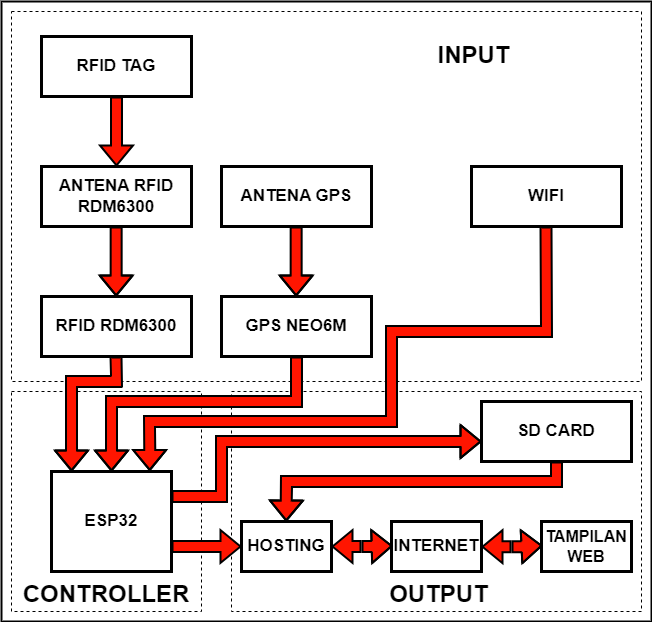 INPUT
RFID TAG
ANTENA RFID
RDM6300
ANTENA GPS
WIFI
RFID RDM6300
GPS NEO6M
SD CARD
ESP32
HOSTING
INTERNET
TAMPILAN
WEB
CONTROLLER
OUTPUT